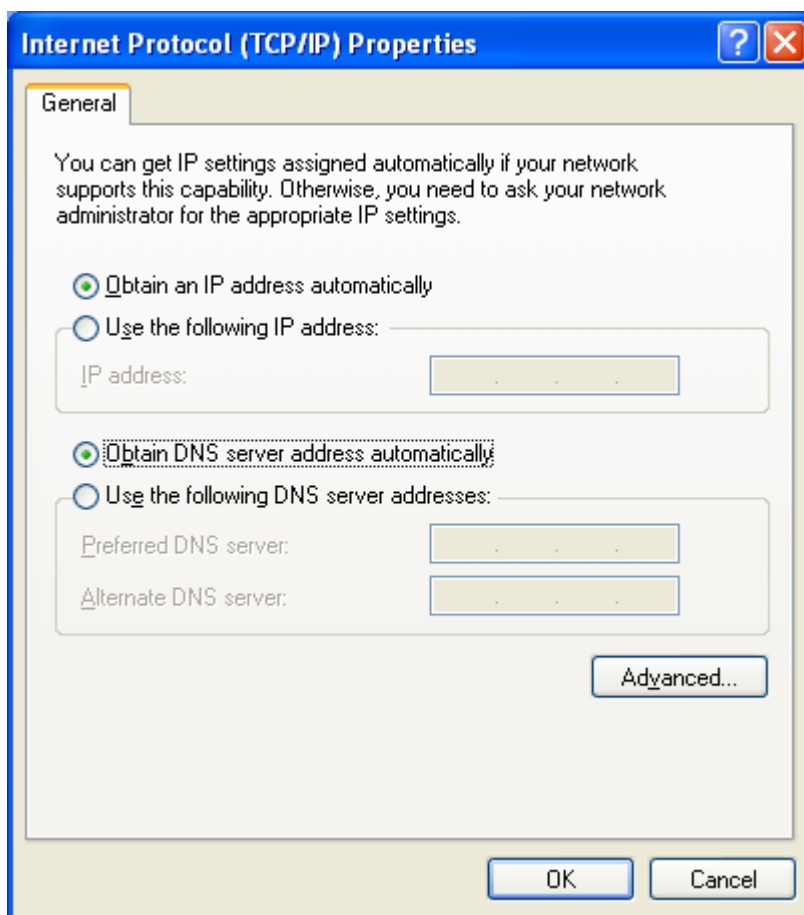 Internet Protocol (TCP/IP) Properties
General
You can get IP settings assigned automatically if your network
supports this capability. Otherwise, you need to ask your network
administrator for the appropriate IP settings.
Obtain an IP address automatically
Use the following IP address:
IP address:
Obtain DNS server address automatically
Use the following DNS server addresses:
Preferred DNS server:
Alternate DNS server:
Advanced...
OK Cancel